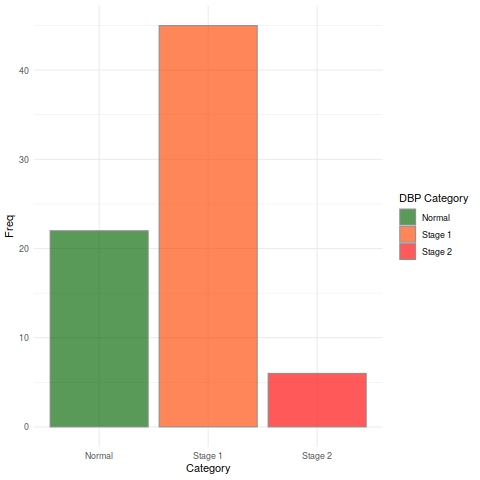 Freq
40
30
20
10
0
Normal
Stage 1
Stage 2
Category
DBP Category
Normal
Stage 1
Stage 2